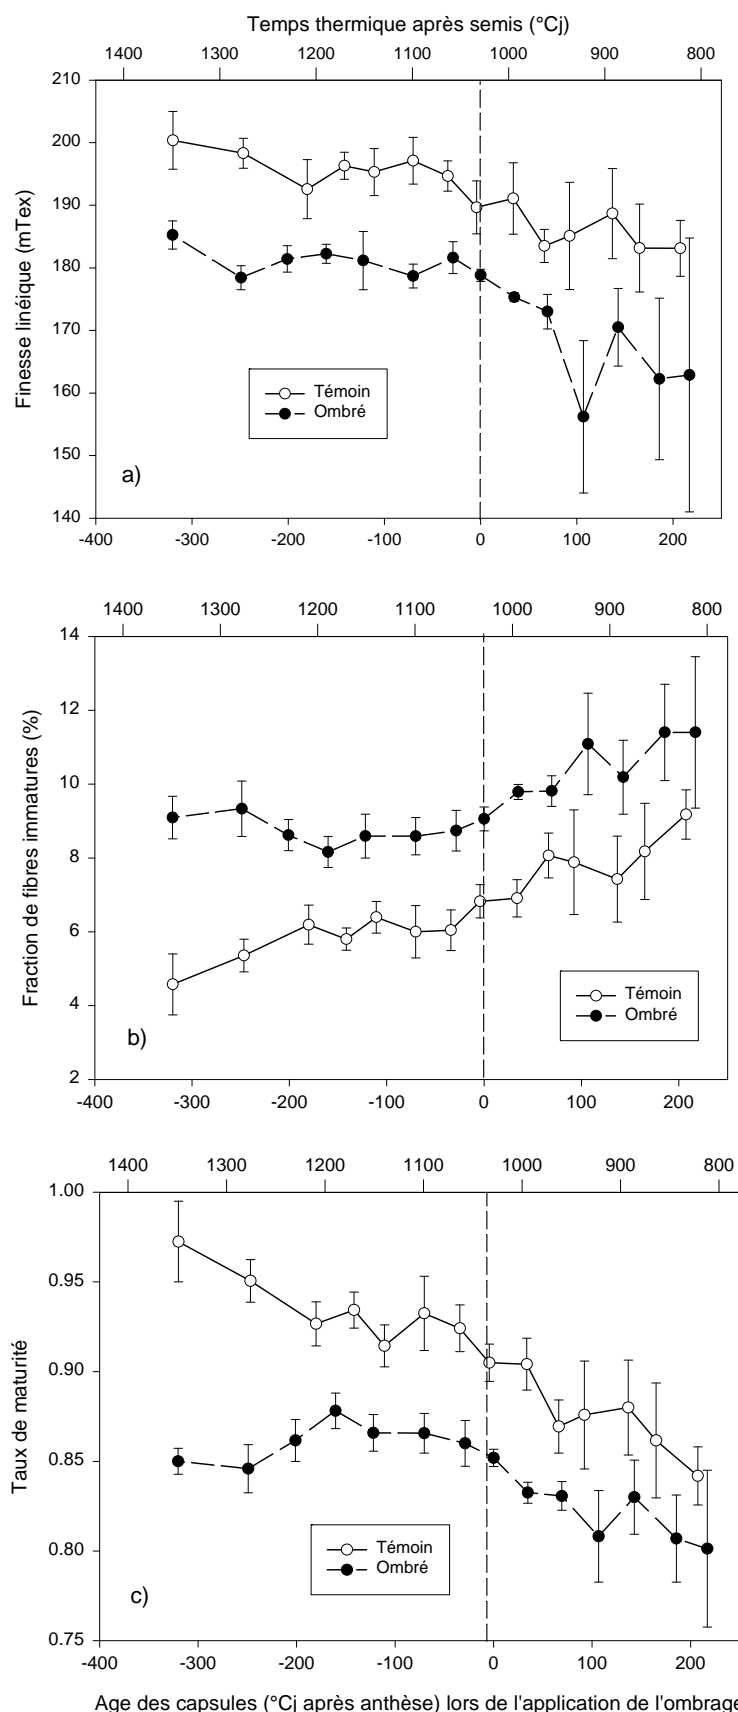 Temps thermique après semis (°Cj)
1400 1300 1200 1100 1000 900 800
210
200
190
180
170
160
150
140
Finesse linéique (mTex)
Témoin
Ombré
a)
-400 -300 -200 -100 0 100 200
1400 1300 1200 1100 1000 900 800
14
12
10
8
6
4
2
Fraction de fibres immatures (%)
Témoin
Ombré
b)
-400 -300 -200 -100 0 100 200
1400 1300 1200 1100 1000 900 800
1.00
0.95
0.90
0.85
0.80
0.75
Taux de maturité
Témoin
Ombré
c)
-400 -300 -200 -100 0 100 200
Age des capsules (°Cj après anthèse) lors de l'application de l'ombrage